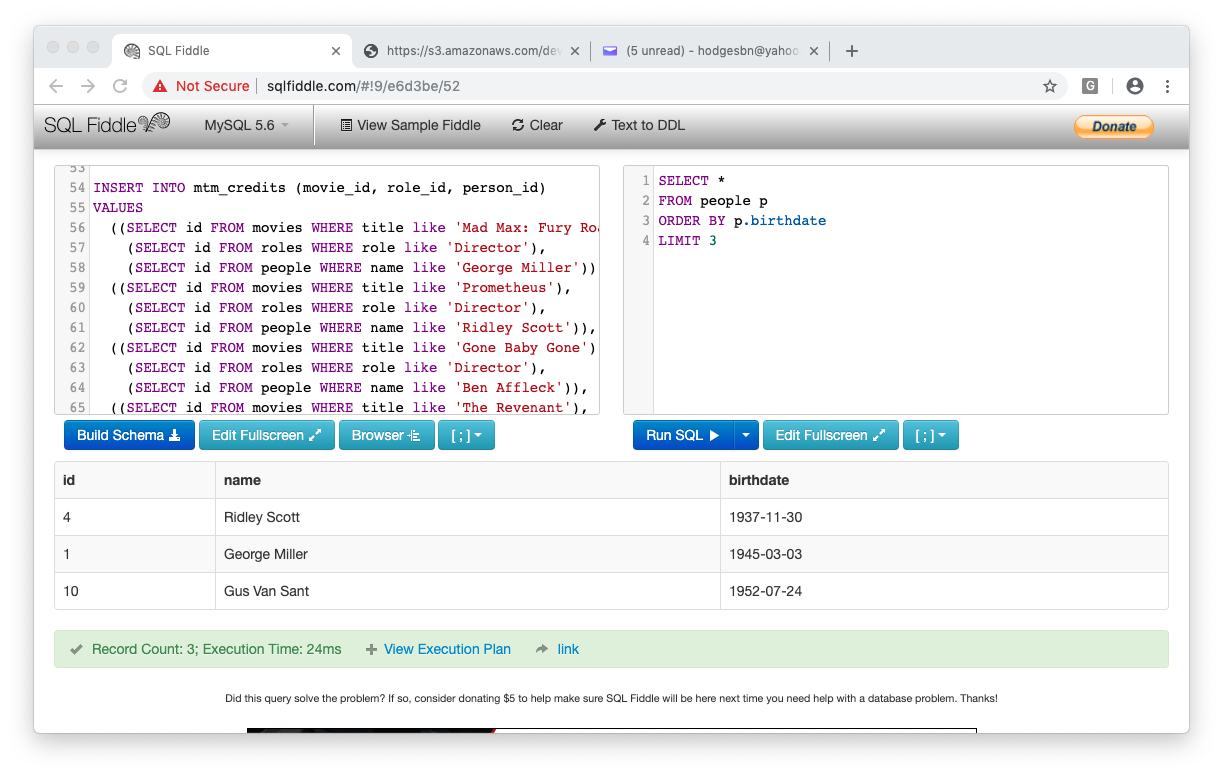 SQL Fiddle
https://s3.amazonaws.com/dev
(5 unread) - hodgesbn@yahoo
Not Secure
sqlfiddle.com/#!9/e6d3be/52
G
SQL Fiddle
MySQL 5.6
View Sample Fiddle
Clear
Text to DDL
Donate
53
54 INSERT INTO mtm_credits (movie_id, role_id, person_id)
55 VALUES
56 ((SELECT id FROM movies WHERE title like 'Mad Max: Fury Roa
57 (SELECT id FROM roles WHERE role like 'Director'),
58 (SELECT id FROM people WHERE name like 'George Miller'))
59 ((SELECT id FROM movies WHERE title like 'Prometheus'),
60 (SELECT id FROM roles WHERE role like 'Director'),
61 (SELECT id FROM people WHERE name like 'Ridley Scott')),
62 ((SELECT id FROM movies WHERE title like 'Gone Baby Gone')
63 (SELECT id FROM roles WHERE role like 'Director'),
64 (SELECT id FROM people WHERE name like 'Ben Affleck')),
65 ((SELECT id FROM movies WHERE title like 'The Revenant'),
1 SELECT *
2 FROM people p
3 ORDER BY p.birthdate
4 LIMIT 3
Build Schema
Edit Fullscreen
Browser
[ ; ]
Run SQL
Edit Fullscreen
[ ; ]
id name birthdate
4 Ridley Scott 1937-11-30
1 George Miller 1945-03-03
10 Gus Van Sant 1952-07-24
Record Count: 3; Execution Time: 24ms
View Execution Plan
link
Did this query solve the problem? If so, consider donating $5 to help make sure SQL Fiddle will be here next time you need help with a database problem. Thanks!